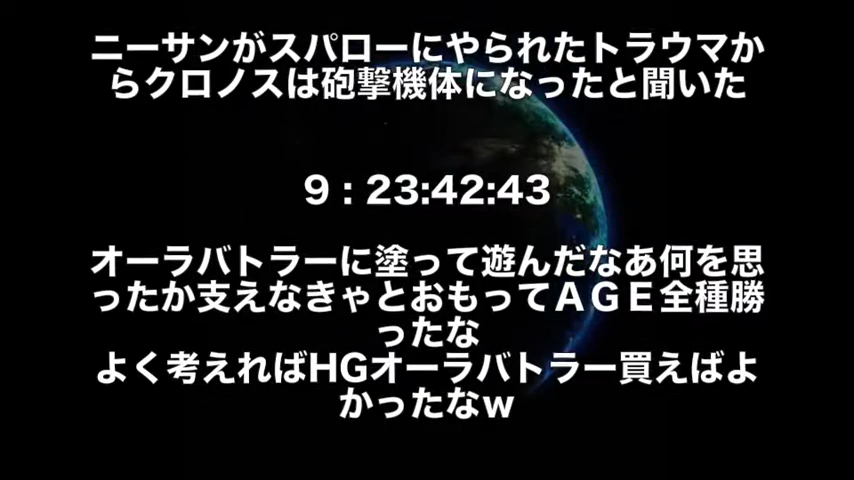 ニーサンがスパローにやられたトラウマか
らクロノスは砲撃機体になったと聞いた
9：23:42:43
オーラバトラーに塗って遊んだなあ何を思
ったか支えなきゃとおもってＡＧＥ全種勝
ったな
よく考えればHGオーラバトラー買えばよ
かったなw